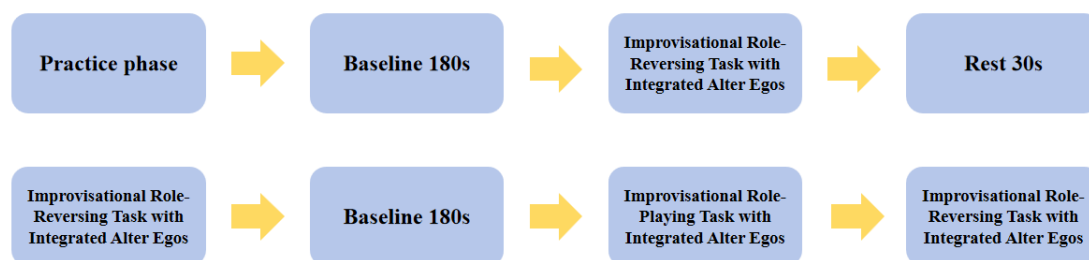 Practice phase
Baseline 180s
Improvisational Role-
Reversing Task with
Integrated Alter Egos
Rest 30s
Improvisational Role-
Reversing Task with
Integrated Alter Egos
Baseline 180s
Improvisational Role-
Playing Task with
Integrated Alter Egos
Improvisational Role-
Reversing Task with
Integrated Alter Egos